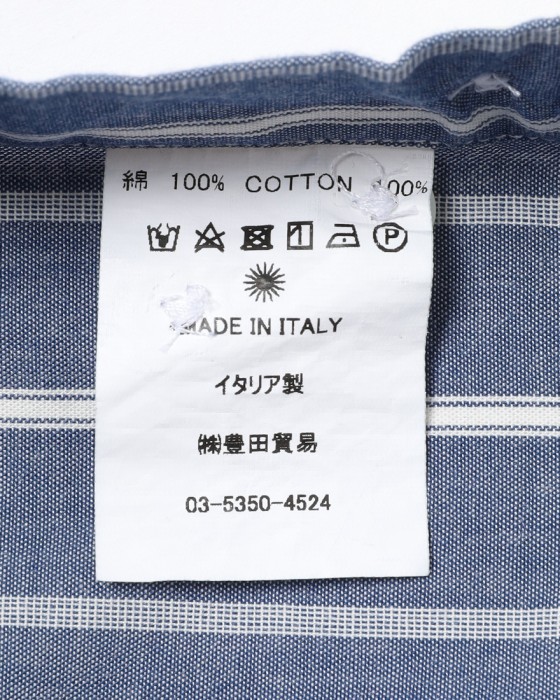 綿 100% COTTON 100%
P
MADE IN ITALY
イタリア製
㈱豊田貿易
03-5350-4524